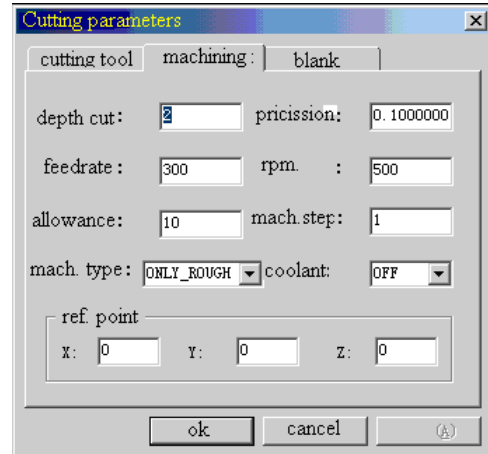 Cutting parameters
cutting tool machining: blank
depth cut: 2 pricission: 0.1000000
feedrate: 300 rpm. : 500
allowance: 10 mach.step: 1
mach. type: ONLY_ROUGH coolant: OFF
ref. point
X: 0 Y: 0 Z: 0
ok cancel (A)